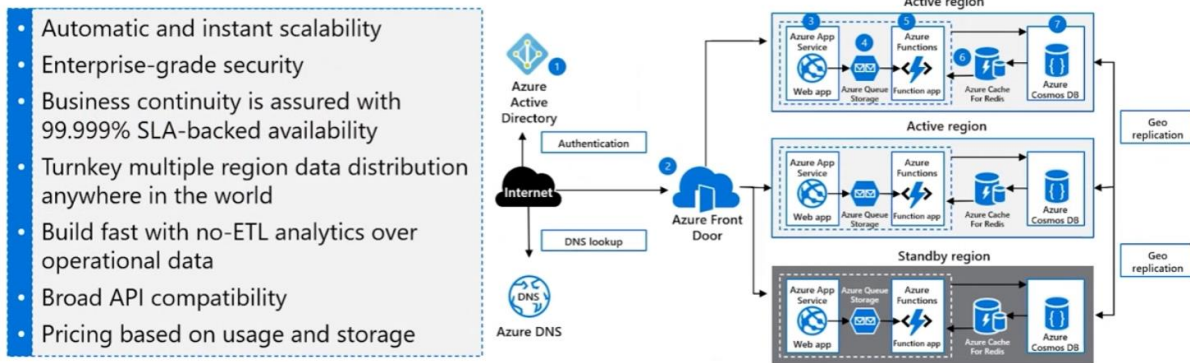 Automatic and instant scalability
Enterprise-grade security
Business continuity is assured with
99.999% SLA-backed availability
Turnkey multiple region data distribution
anywhere in the world
Build fast with no-ETL analytics over
operational data
Broad API compatibility
Pricing based on usage and storage
1
Azure
Active
Directory
Authentication
Internet
DNS lookup
DNS
Azure DNS
2
Azure Front
Door
Active region
3
Azure App
Service
Web app
4
Azure Queue
Storage
5
Azure
Functions
Function app
6
Azure Cache
For Redis
7
Azure
Cosmos DB
Active region
Azure App
Service
Web app
Azure Queue
Storage
Azure
Functions
Function app
Azure Cache
For Redis
Azure
Cosmos DB
Standby region
Azure App
Service
Web app
Azure Queue
Storage
Azure
Functions
Function app
Azure Cache
For Redis
Azure
Cosmos DB
Geo
replication
Geo
replication